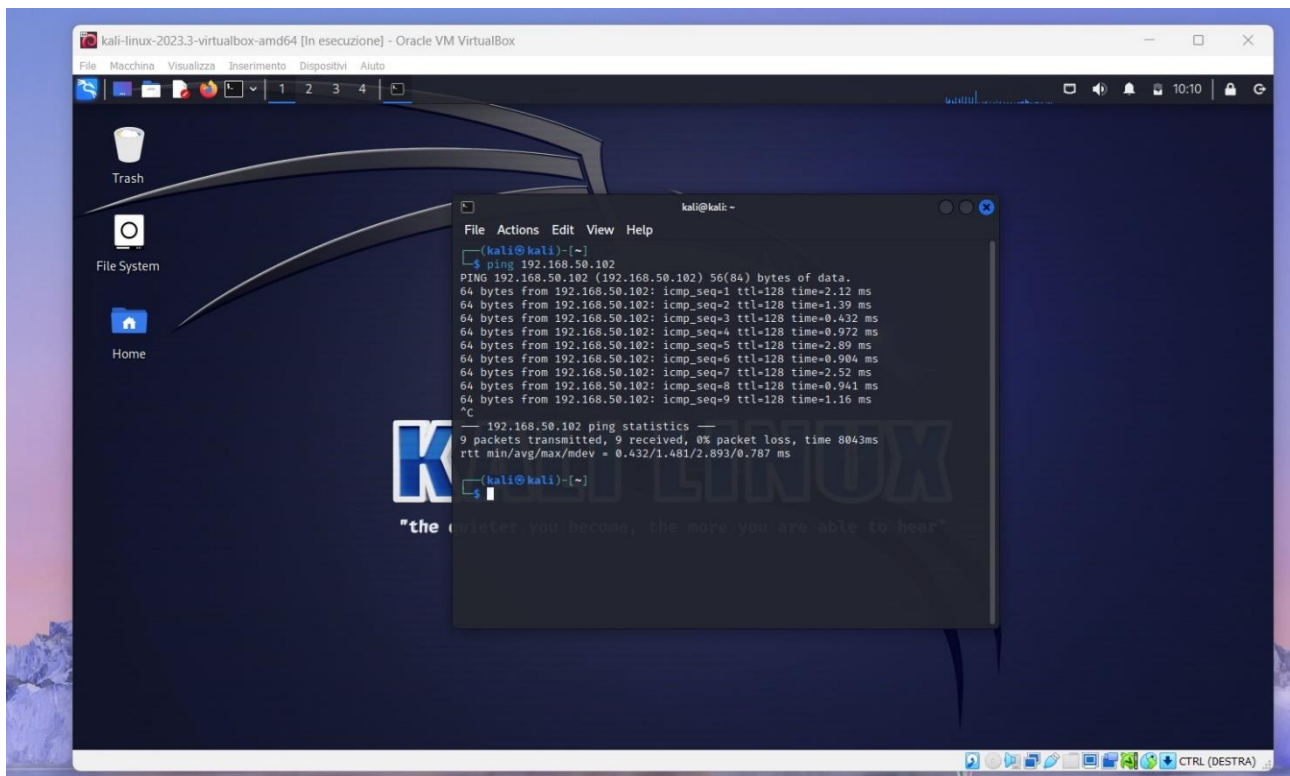 kali-linux-2023.3-virtualbox-amd64 [In esecuzione] - Oracle VM VirtualBox
File Macchina Visualizza Inserimento Dispositivi Aiuto
1 2 3 4
10:10
Trash
File System
Home
kali@kali: ~
File Actions Edit View Help
(kali㉿kali)-[~]
$ ping 192.168.50.102
PING 192.168.50.102 (192.168.50.102) 56(84) bytes of data.
64 bytes from 192.168.50.102: icmp_seq=1 ttl=128 time=2.12 ms
64 bytes from 192.168.50.102: icmp_seq=2 ttl=128 time=1.39 ms
64 bytes from 192.168.50.102: icmp_seq=3 ttl=128 time=0.432 ms
64 bytes from 192.168.50.102: icmp_seq=4 ttl=128 time=0.972 ms
64 bytes from 192.168.50.102: icmp_seq=5 ttl=128 time=2.89 ms
64 bytes from 192.168.50.102: icmp_seq=6 ttl=128 time=0.904 ms
64 bytes from 192.168.50.102: icmp_seq=7 ttl=128 time=2.52 ms
64 bytes from 192.168.50.102: icmp_seq=8 ttl=128 time=0.941 ms
64 bytes from 192.168.50.102: icmp_seq=9 ttl=128 time=1.16 ms
^C
— 192.168.50.102 ping statistics —
9 packets transmitted, 9 received, 0% packet loss, time 8043ms
rtt min/avg/max/mdev = 0.432/1.481/2.893/0.787 ms
(kali㉿kali)-[~]
$
KALI LINUX
"the quieter you become, the more you are able to hear"
CTRL (DESTRA)